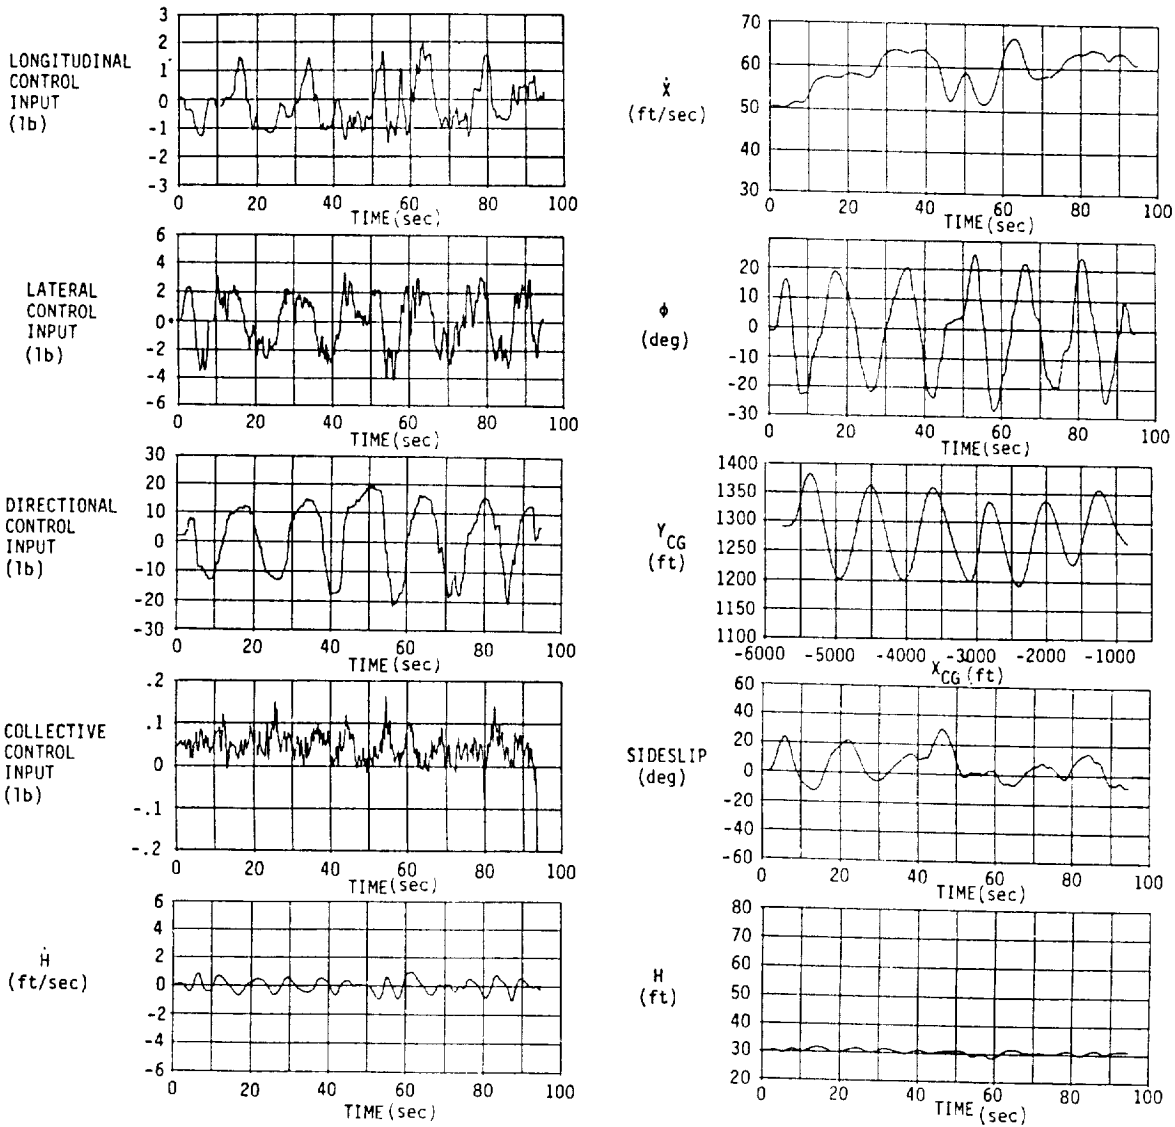 LONGITUDINAL
CONTROL
INPUT
(lb)
3
2
1
0
-1
-2
-3
0 20 40 60 80 100
TIME(sec)
LATERAL
CONTROL
INPUT
(lb)
6
4
2
0
-2
-4
-6
0 20 40 60 80 100
TIME(sec)
DIRECTIONAL
CONTROL
INPUT
(lb)
30
20
10
0
-10
-20
-30
0 20 40 60 80 100
TIME(sec)
COLLECTIVE
CONTROL
INPUT
(lb)
.2
.1
0
-.1
-.2
0 20 40 60 80 100
TIME(sec)
Ḣ
(ft/sec)
6
4
2
0
-2
-4
-6
0 20 40 60 80 100
TIME(sec)
Ẋ
(ft/sec)
70
60
50
40
30
0 20 40 60 80 100
TIME(sec)
ϕ
(deg)
20
10
0
-10
-20
-30
0 20 40 60 80 100
TIME(sec)
YCG
(ft)
1400
1350
1300
1250
1200
1150
1100
-6000 -5000 -4000 -3000 -2000 -1000
XCG (ft)
SIDESLIP
(deg)
60
40
20
0
-20
-40
-60
0 20 40 60 80 100
TIME(sec)
H
(ft)
80
70
60
50
40
30
20
0 20 40 60 80 100
TIME (sec)